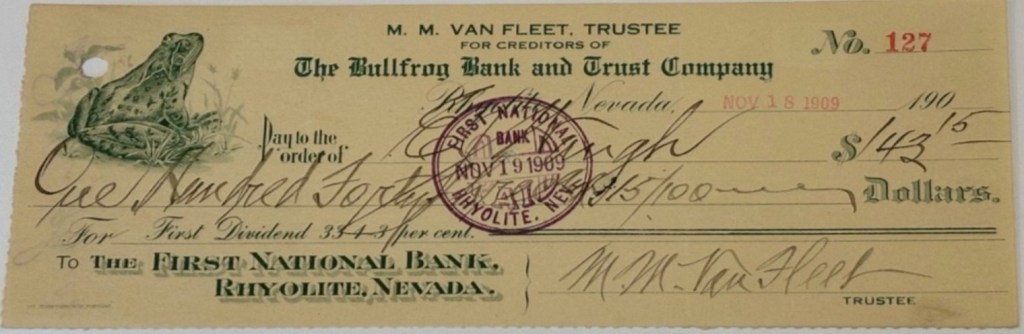 M. M. VAN FLEET, TRUSTEE
FOR CREDITORS OF
The Bullfrog Bank and Trust Company
No. 127
Rhyolite, Nevada, NOV 18 1909 190
Pay to the
order of
$ 143 15
One Hundred Forty 15/100 Dollars.
For First Dividend 33 1-3 per cent.
To THE FIRST NATIONAL BANK,
RHYOLITE, NEVADA.
M. M. Van Fleet
TRUSTEE
FIRST NATIONAL
BANK
NOV 19 1909
PAID
RHYOLITE, NEV.